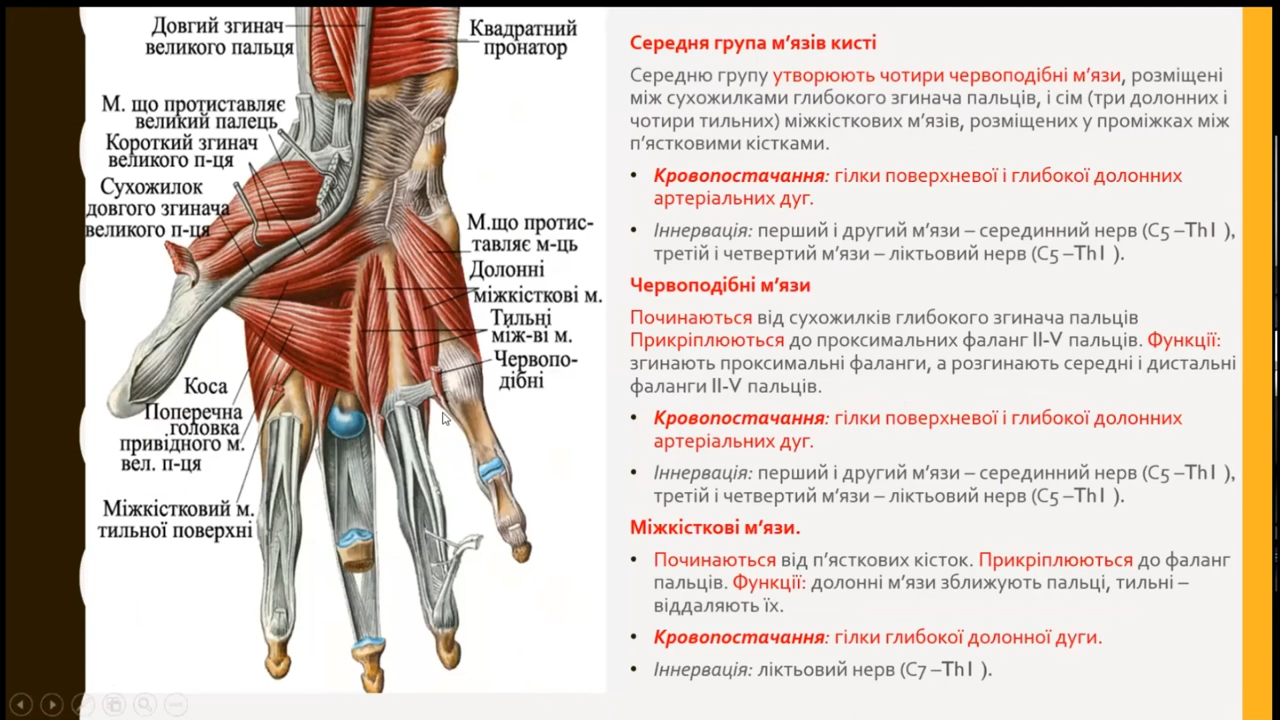 Довгий згинач
великого пальця
Квадратний
пронатор
М. що протиставляє
великий палець
Короткий згинач
великого п-ця
Сухожилок
довгого згинача
великого п-ця
М.що протис-
тавляє м-ць
Долонні
міжкісткові м.
Тильні
між-ві м.
Черво­по-
дібні
Коса
Поперечна
головка
привідного м.
вел. п-ця
Міжкістковий м.
тильної поверхні
Середня група м’язів кисті
Середню групу утворюють чотири червоподібні м’язи, розміщені
між сухожилками глибокого згинача пальців, і сім (три долонних і
чотири тильних) міжкісткових м’язів, розміщених у проміжках між
п’ястковими кістками.
• Кровопостачання: гілки поверхневої і глибокої долонних
артеріальних дуг.
• Іннервація: перший і другий м’язи – серединний нерв (C5 –Th1 ),
третій і четвертий м’язи – ліктьовий нерв (C5 –Th1 ).
Червоподібні м’язи
Починаються від сухожилків глибокого згинача пальців
Прикріплюються до проксимальних фаланг II-V пальців. Функції:
згинають проксимальні фаланги, а розгинають середні і дистальні
фаланги II-V пальців.
• Кровопостачання: гілки поверхневої і глибокої долонних
артеріальних дуг.
• Іннервація: перший і другий м’язи – серединний нерв (C5 –Th1 ),
третій і четвертий м’язи – ліктьовий нерв (C5 –Th1 ).
Міжкісткові м’язи.
• Починаються від п’ясткових кісток. Прикріплюються до фаланг
пальців. Функції: долонні м’язи зближують пальці, тильні –
віддаляють їх.
• Кровопостачання: гілки глибокої долонної дуги.
• Іннервація: ліктьовий нерв (C7 –Th1 ).